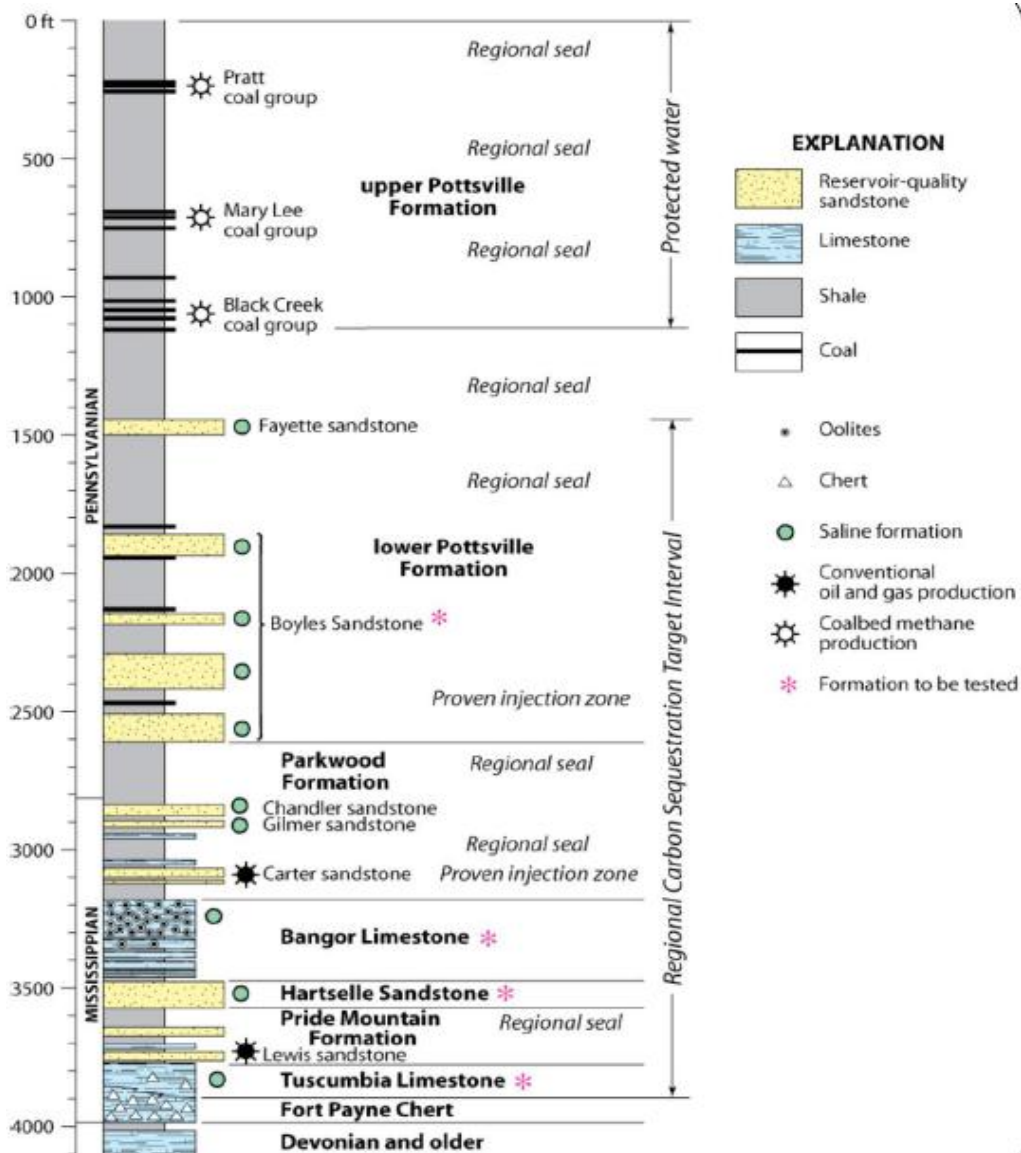 0 ft
Regional seal
Pratt
coal group
Regional seal
500
upper Pottsville
Formation
Mary Lee
coal group
Regional seal
Protected water
1000
Black Creek
coal group
Regional seal
PENNSYLVANIAN
Fayette sandstone
1500
Regional seal
lower Pottsville
Formation
2000
Boyles Sandstone *
Proven injection zone
2500
Parkwood
Formation
Regional seal
Chandler sandstone
Gilmer sandstone
3000
Regional seal
Carter sandstone
Proven injection zone
Regional Carbon Sequestration Target Interval
MISSISSIPPIAN
Bangor Limestone *
3500
Hartselle Sandstone *
Pride Mountain
Formation
Regional seal
Lewis sandstone
Tuscumbia Limestone *
Fort Payne Chert
4000
Devonian and older
EXPLANATION
Reservoir-quality
sandstone
Limestone
Shale
Coal
Oolites
Chert
Saline formation
Conventional
oil and gas production
Coalbed methane
production
* Formation to be tested